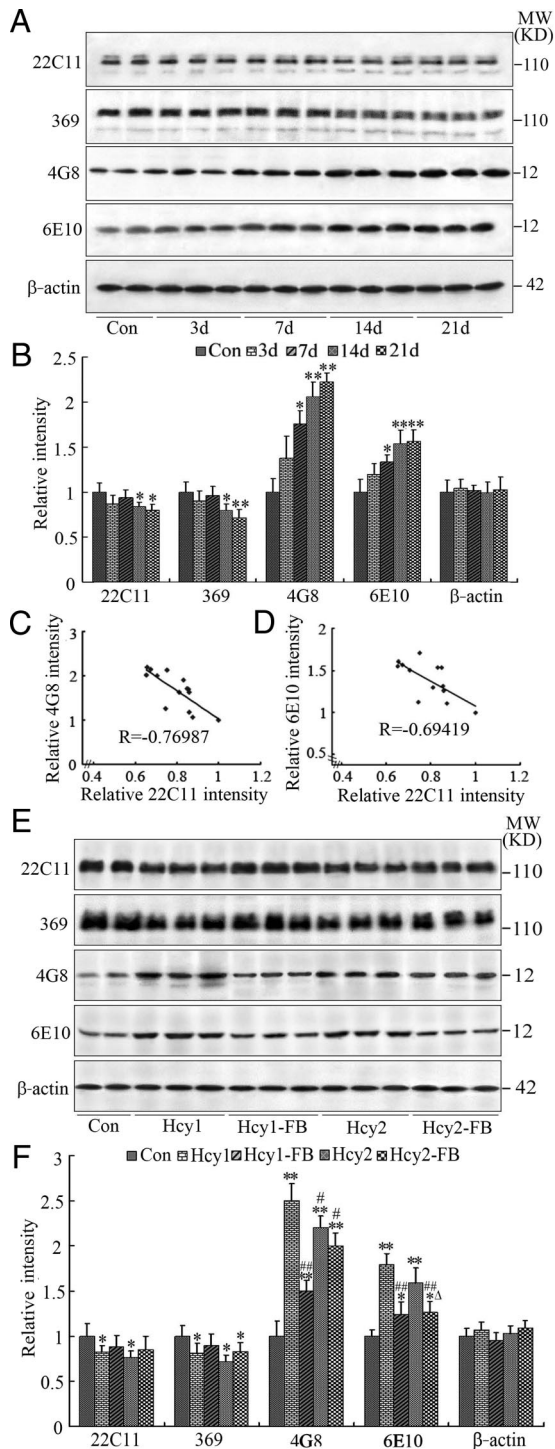 A
MW
(KD)
22C11
-110
369
-110
4G8
-12
6E10
-12
β-actin
-42
Con 3d 7d 14d 21d
B
Con 3d 7d 14d 21d
Relative intensity
2.5
2
1.5
1
0.5
0
* *
* **
* ** **
* ****
22C11 369 4G8 6E10 β-actin
C
Relative 4G8 intensity
3
2
1
0
R=-0.76987
0.4 0.6 0.8 1 1.2
Relative 22C11 intensity
D
Relative 6E10 intensity
2
1.5
1
0.5
R=-0.69419
0.4 0.6 0.8 1 1.2
Relative 22C11 intensity
E
MW
(KD)
22C11
-110
369
-110
4G8
-12
6E10
-12
β-actin
-42
Con Hcy1 Hcy1-FB Hcy2 Hcy2-FB
F
Con Hcy1 Hcy1-FB Hcy2 Hcy2-FB
Relative intensity
3
2.5
2
1.5
1
0.5
0
* *
* * *
** ## ** # ** # **
** ## * ** ## *Δ
22C11 369 4G8 6E10 β-actin